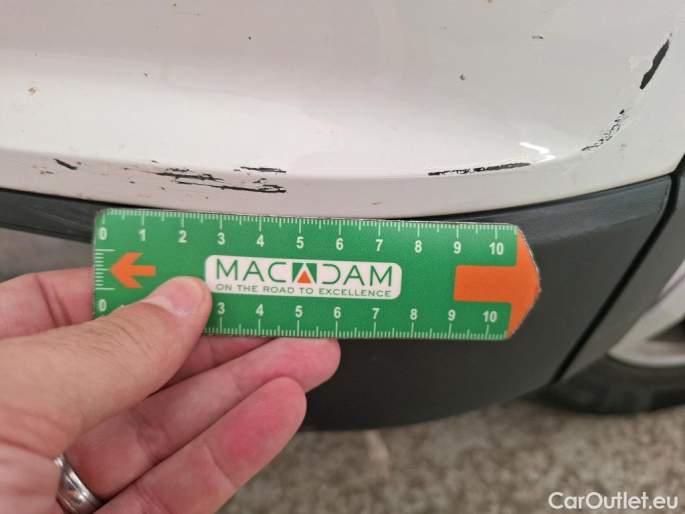 0 1 2 3 4 5 6 7 8 9 10
MACADAM
ON THE ROAD TO EXCELLENCE
0 3 4 5 6 7 8 9 10
CarOutlet.eu